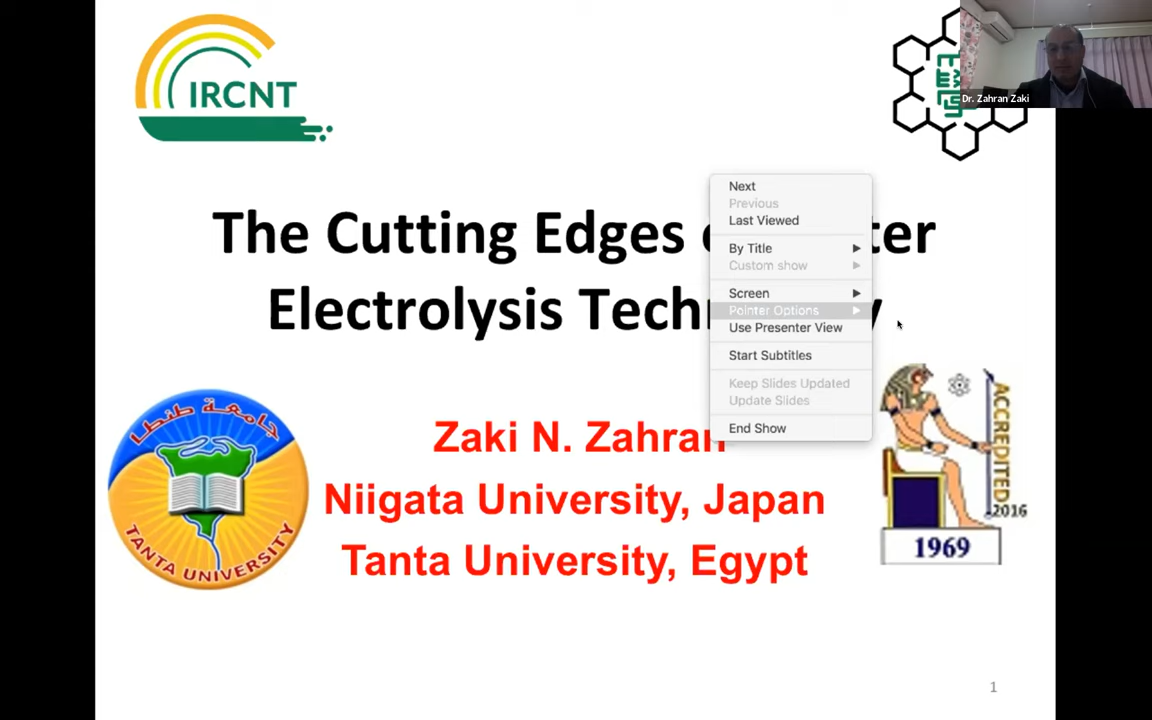 IRCNT
Dr. Zahran Zaki
The Cutting Edges ter
Electrolysis Tech y
Next
Previous
Last Viewed
By Title
Custom show
Screen
Pointer Options
Use Presenter View
Start Subtitles
Keep Slides Updated
Update Slides
End Show
جامعة طنطا
TANTA UNIVERSITY
Zaki N. Zahran
Niigata University, Japan
Tanta University, Egypt
ACCREDITED
2016
1969
1